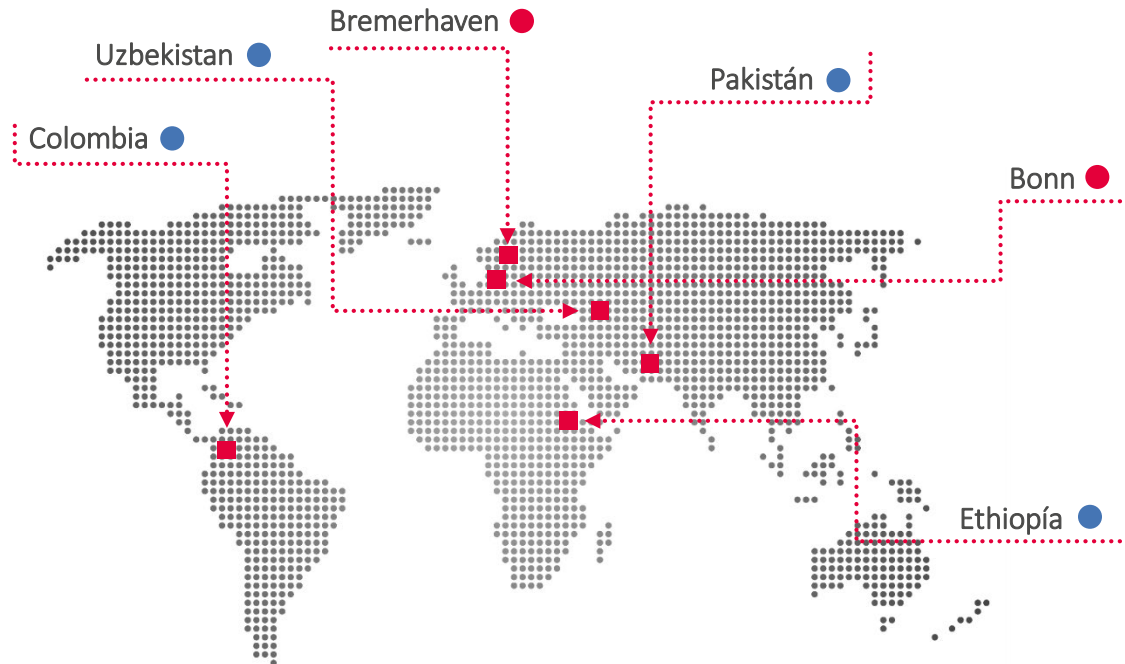 Bremerhaven
Uzbekistan
Pakistán
Colombia
Bonn
Ethiopía